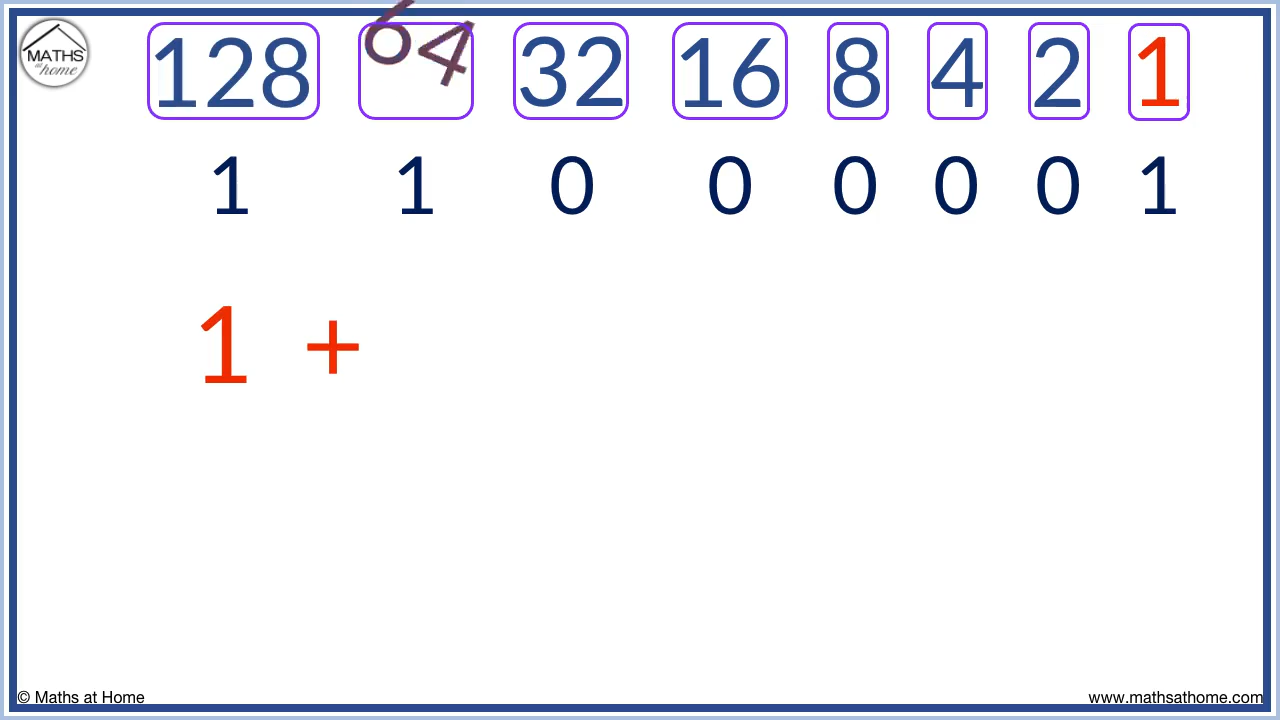 MATHS
at home
128 64 32 16 8 4 2 1
1 1 0 0 0 0 0 1
1 +
© Maths at Home
www.mathsathome.com